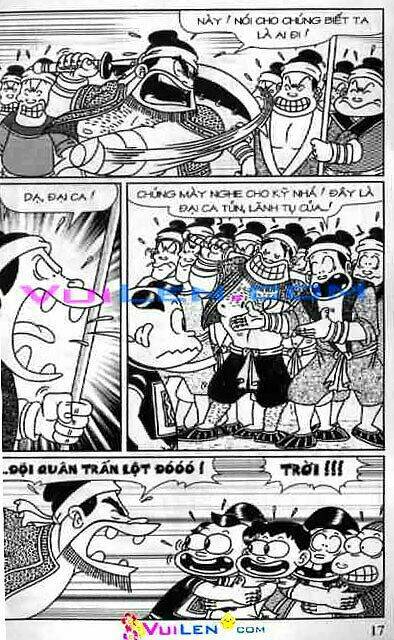 NÀY ! NÓI CHO CHÚNG BIẾT TA
LÀ AI ĐI !
DẠ, ĐẠI CA !
CHÚNG MÀY NGHE CHO KỸ NHÁ! ĐÂY LÀ
ĐẠI CA TỦN, LÃNH TỤ CỦA..!
VUILEN.COM
..ĐỘI QUÂN TRẤN LỘT ĐÓÓÓ !
TRỜI !!!
VUILEN.COM
17